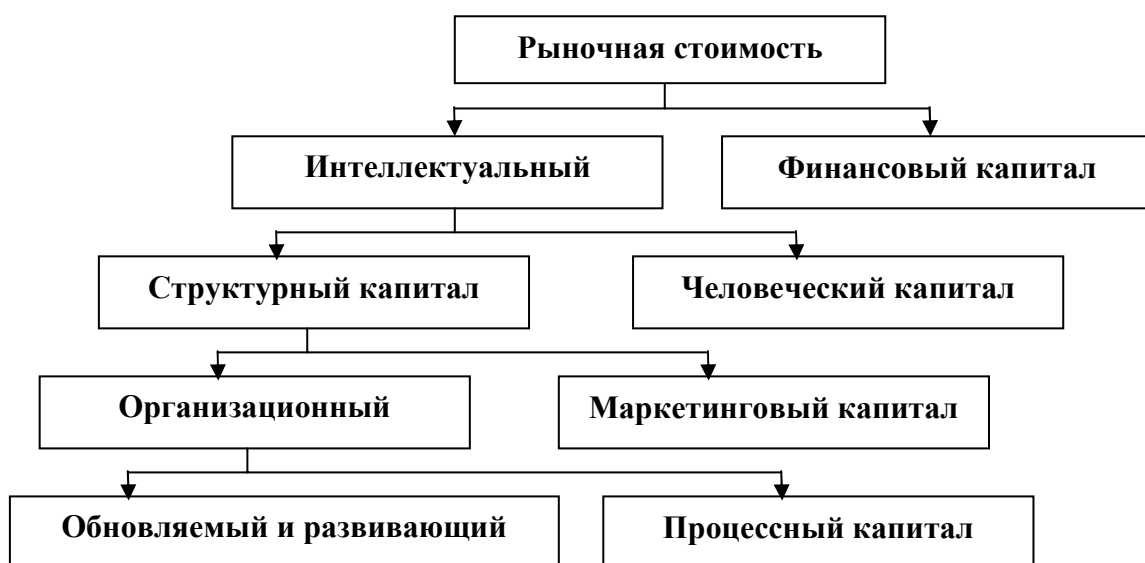 Рыночная стоимость
Интеллектуальный
Финансовый капитал
Структурный капитал
Человеческий капитал
Организационный
Маркетинговый капитал
Обновляемый и развивающий
Процессный капитал